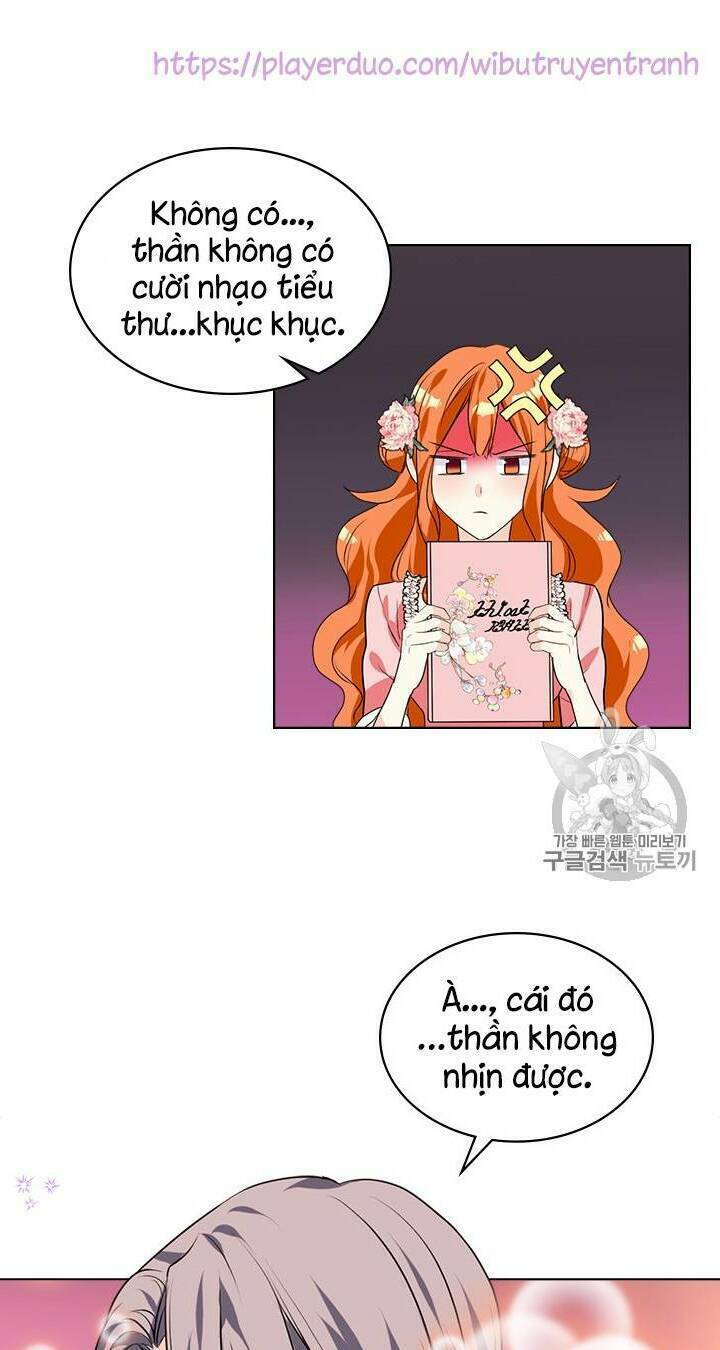 https://playerduo.com/wibutruyentranh
Không có...,
thần không có
cười nhạo tiểu
thư...khục khục.
가장 빠른 웹툰 미리보기
구글검색 뉴토끼
À..., cái đó
...thần không
nhịn được.